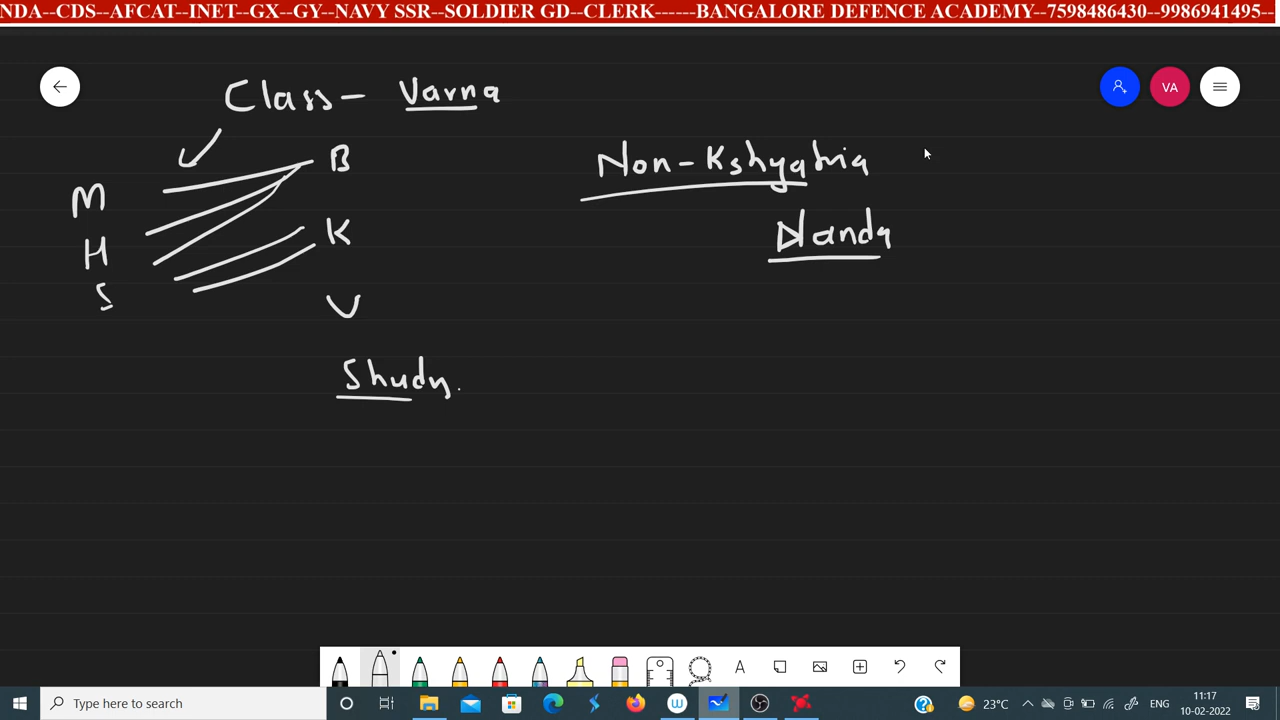 NDA--CDS--AFCAT--INET--GX--GY--NAVY SSR--SOLDIER GD--CLERK------BANGALORE DEFENCE ACADEMY--7598486430--9986941495--
Class - Varna
VA
B
Non-Kshyatria
M
K
Nanda
H
S
V
Shudr.
A
Type here to search
23°C
ENG
11:17
10-02-2022